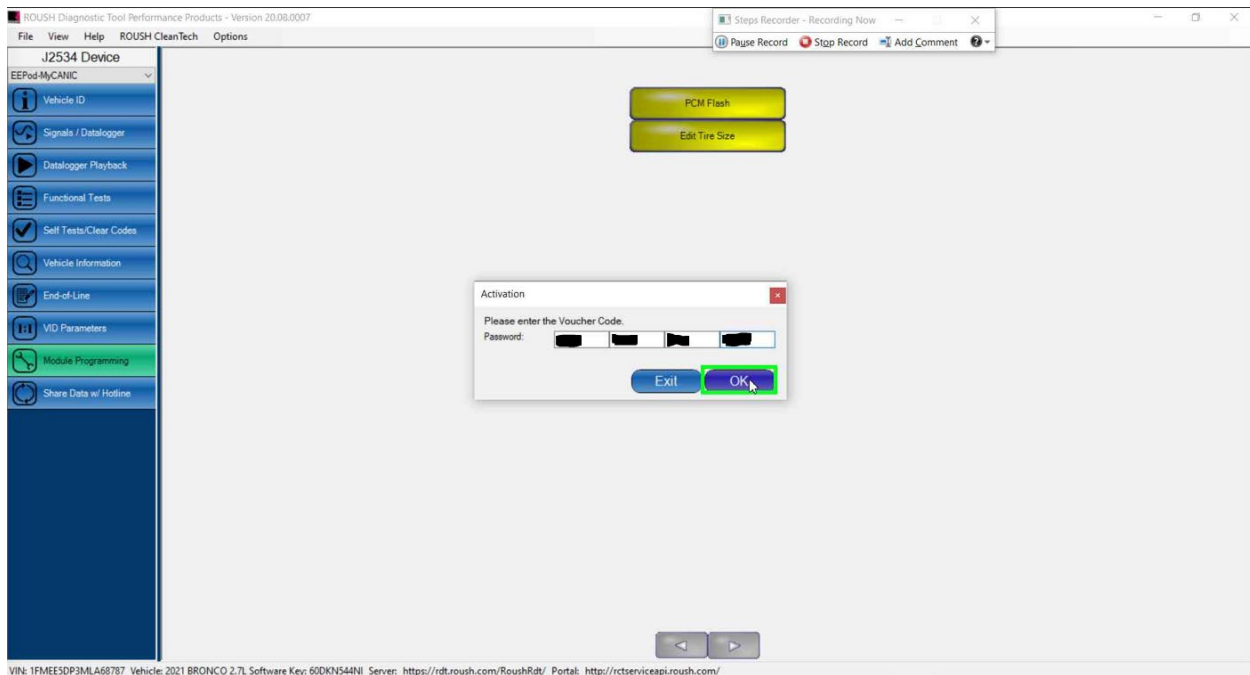 ROUSH Diagnostic Tool Performance Products - Version 20.08.0007
Steps Recorder - Recording Now
File View Help ROUSH CleanTech Options
Pause Record Stop Record Add Comment
J2534 Device
EEPod-MyCANIC
Vehicle ID
Signals / Datalogger
Datalogger Playback
Functional Tests
Self Tests/Clear Codes
Vehicle Information
End-of-Line
VID Parameters
Module Programming
Share Data w/ Hotline
PCM Flash
Edit Tire Size
Activation
Please enter the Voucher Code.
Password:
Exit OK
VIN: 1FMEE5DP3MLA68787 Vehicle: 2021 BRONCO 2.7L Software Key: 60DKN544NI Server: https://rdt.roush.com/RoushRdt/ Portal: http://rctserviceapi.roush.com/